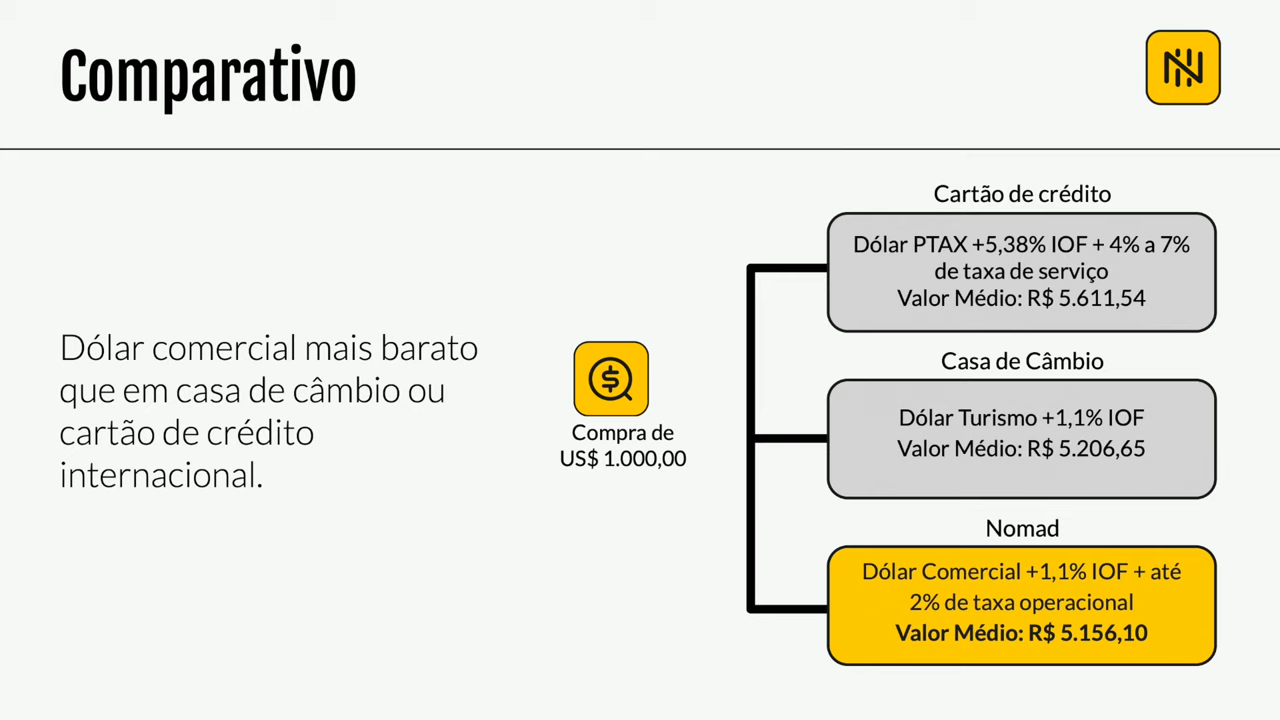 Comparativo
Dólar comercial mais barato
que em casa de câmbio ou
cartão de crédito
internacional.
Compra de
US$ 1.000,00
Cartão de crédito
Dólar PTAX +5,38% IOF + 4% a 7%
de taxa de serviço
Valor Médio: R$ 5.611,54
Casa de Câmbio
Dólar Turismo +1,1% IOF
Valor Médio: R$ 5.206,65
Nomad
Dólar Comercial +1,1% IOF + até
2% de taxa operacional
Valor Médio: R$ 5.156,10